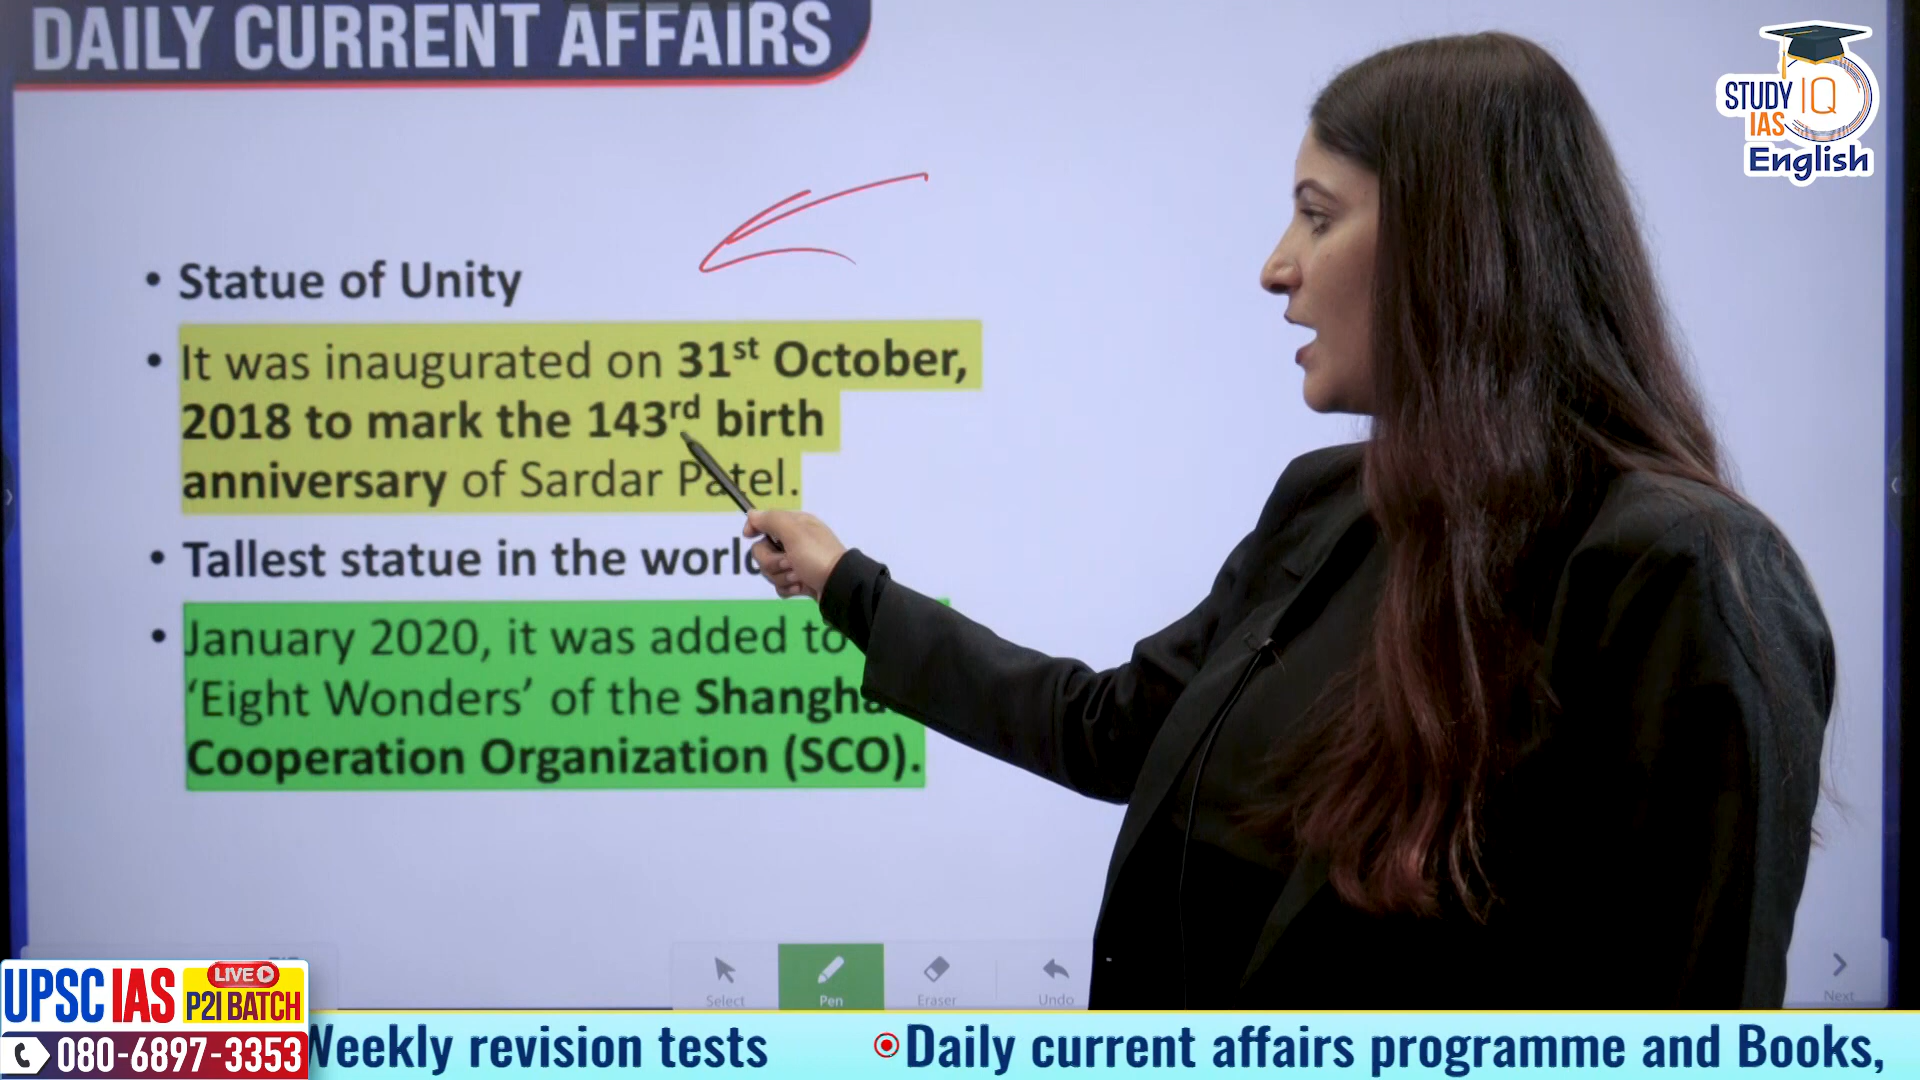 DAILY CURRENT AFFAIRS
STUDY IQ
IAS
English
• Statue of Unity
• It was inaugurated on 31st October,
2018 to mark the 143rd birth
anniversary of Sardar Patel.
• Tallest statue in the world
• January 2020, it was added to
‘Eight Wonders’ of the Shangha
Cooperation Organization (SCO).
Select
Pen
Eraser
Undo
Next
UPSC IAS
LIVE
P2I BATCH
080-6897-3353
Weekly revision tests
Daily current affairs programme and Books,